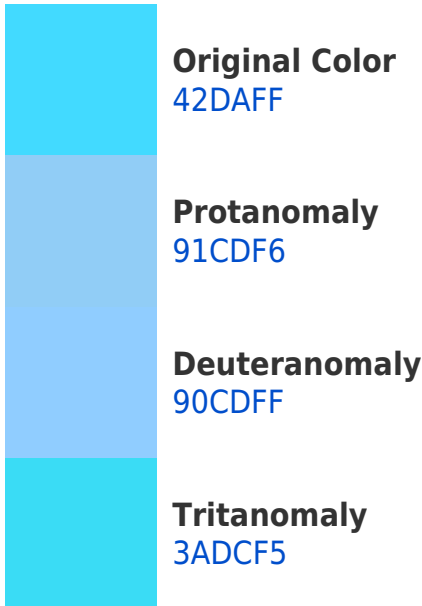 Original Color
42DAFF
Protanomaly
91CDF6
Deuteranomaly
90CDFF
Tritanomaly
3ADCF5